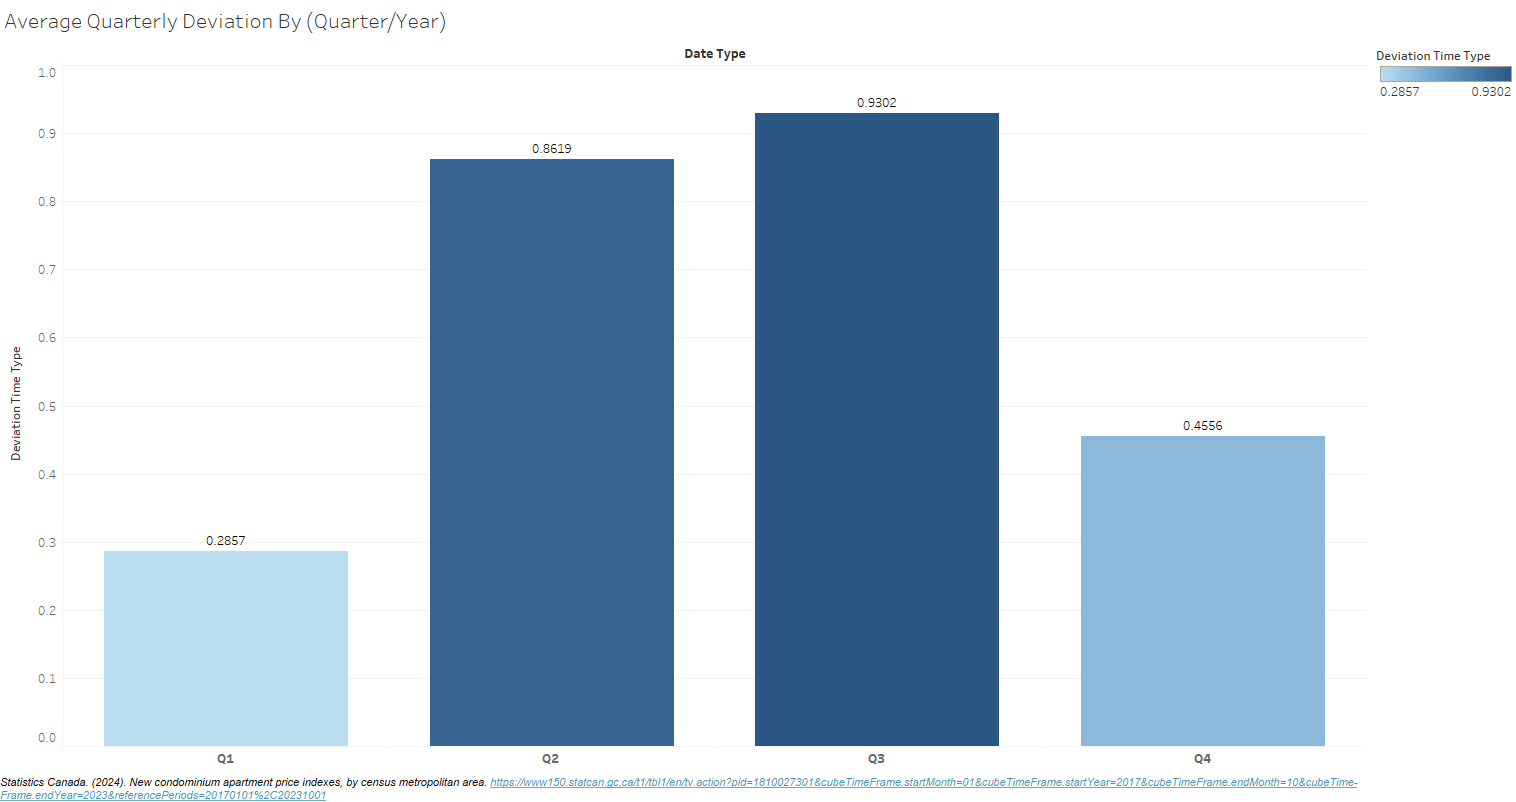 Average Quarterly Deviation By (Quarter/Year)
Date Type
Deviation Time Type
0.2857 0.9302
1.0
0.9
0.8
0.7
0.6
0.5
0.4
0.3
0.2
0.1
0.0
Deviation Time Type
0.2857
0.8619
0.9302
0.4556
Q1 Q2 Q3 Q4
Statistics Canada. (2024). New condominium apartment price indexes, by census metropolitan area. https://www150.statcan.gc.ca/t1/tbl1/en/tv.action?pid=1810027301&cubeTimeFrame.startMonth=01&cubeTimeFrame.startYear=2017&cubeTimeFrame.endMonth=10&cubeTime-
Frame.endYear=2023&referencePeriods=20170101%2C20231001